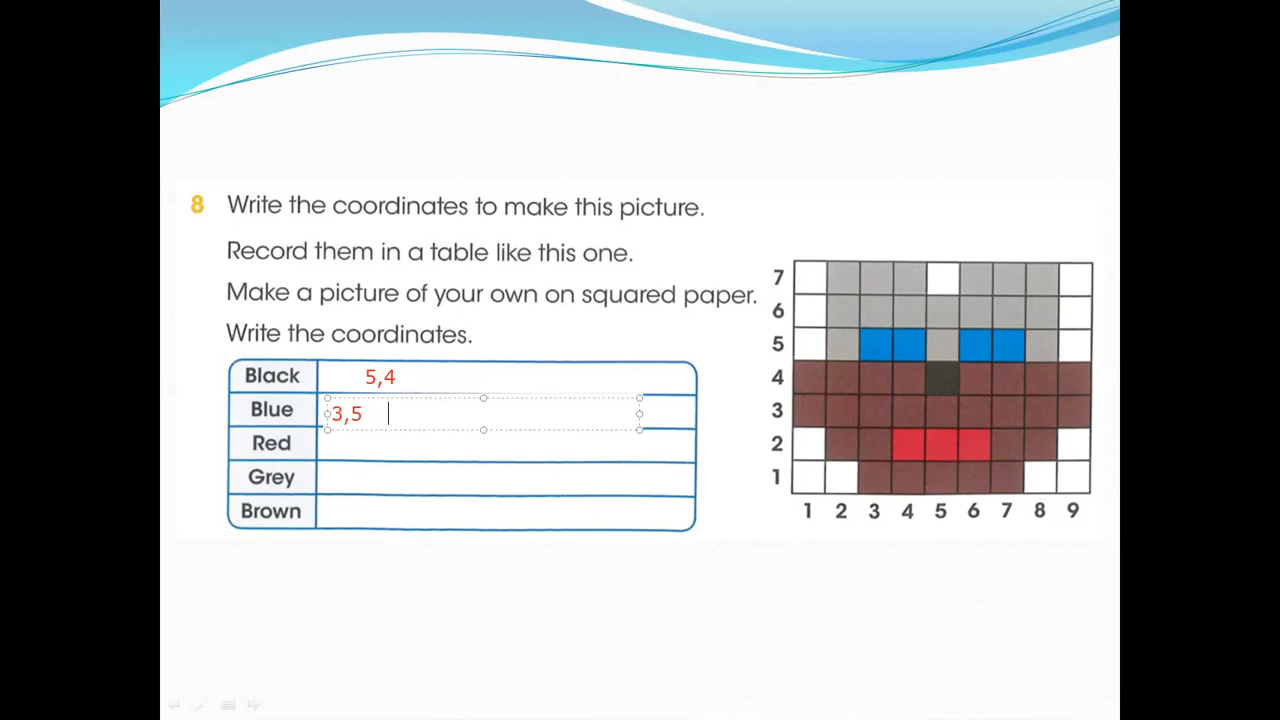 8 Write the coordinates to make this picture.
Record them in a table like this one.
Make a picture of your own on squared paper.
Write the coordinates.
Black 5,4
Blue 3,5
Red
Grey
Brown
7
6
5
4
3
2
1
1 2 3 4 5 6 7 8 9